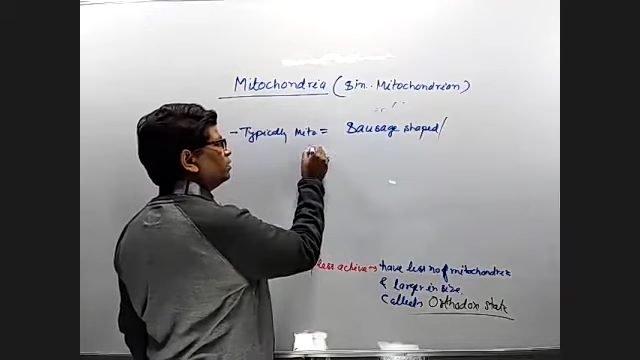 Mitochondria (Sin. Mitochondrion)
- Typically Mito = Sausage shaped/
less active → have less no of mitochondria
& larger in size.
Called Orthodox state